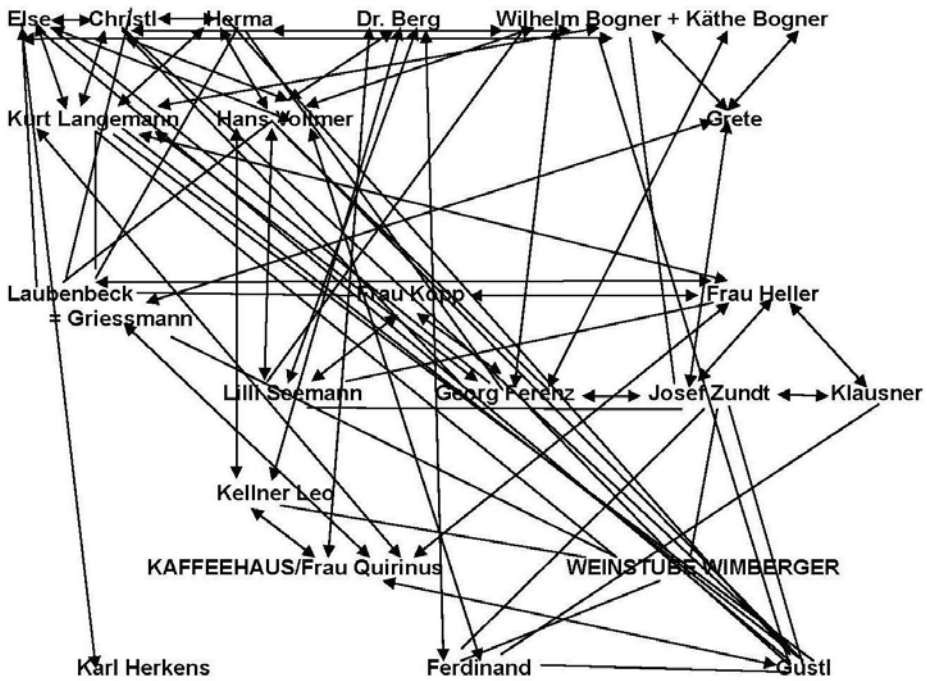 Else Christl Herma Dr. Berg Wilhelm Bogner + Käthe Bogner
Kurt Langemann Hans Vollmer Grete
Laubenbeck Frau Kopp Frau Heller
= Griessmann
Lilli Seemann Georg Ferenz Josef Zundt Klausner
Kellner Leo
KAFFEEHAUS/Frau Quirinus WEINSTUBE WIMBERGER
Karl Herkens Ferdinand Gustl